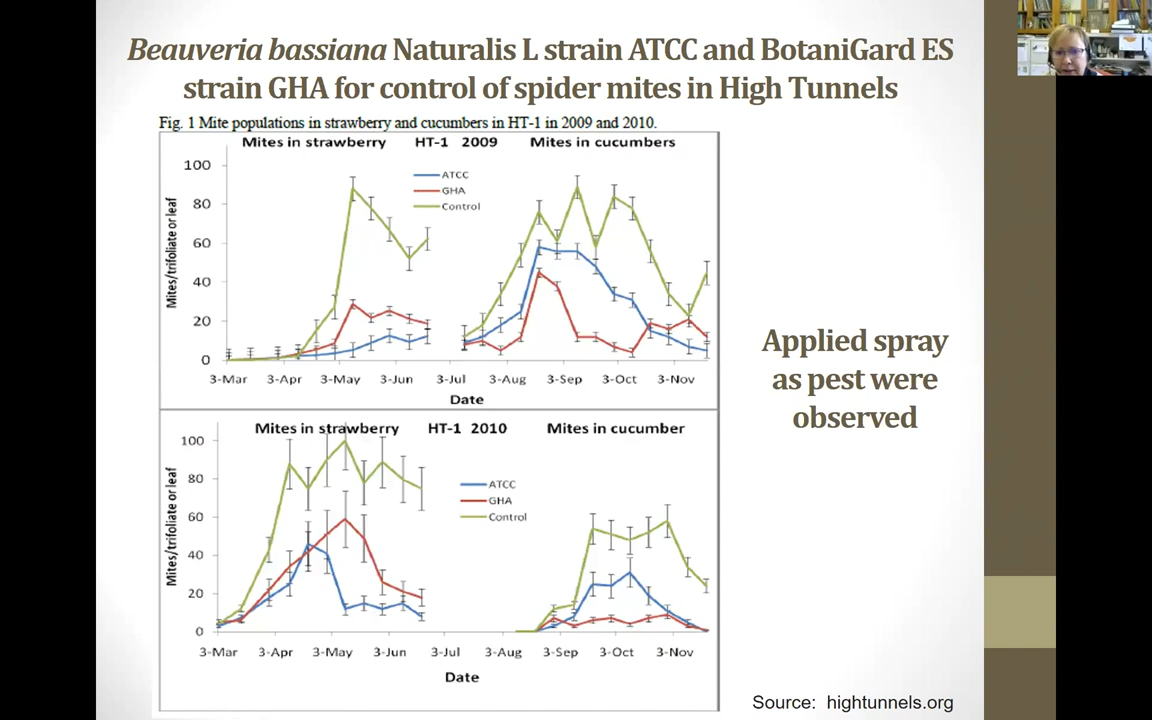 Beauveria bassiana Naturalis L strain ATCC and BotaniGard ES
strain GHA for control of spider mites in High Tunnels
Fig. 1 Mite populations in strawberry and cucumbers in HT-1 in 2009 and 2010.
Mites in strawberry HT-1 2009 Mites in cucumbers
100
80
60
40
20
0
Mites/trifoliate or leaf
ATCC
GHA
Control
3-Mar 3-Apr 3-May 3-Jun 3-Jul 3-Aug 3-Sep 3-Oct 3-Nov
Date
Mites in strawberry HT-1 2010 Mites in cucumber
100
80
60
40
20
0
Mites/trifoliate or leaf
ATCC
GHA
Control
3-Mar 3-Apr 3-May 3-Jun 3-Jul 3-Aug 3-Sep 3-Oct 3-Nov
Date
Applied spray
as pest were
observed
Source: hightunnels.org